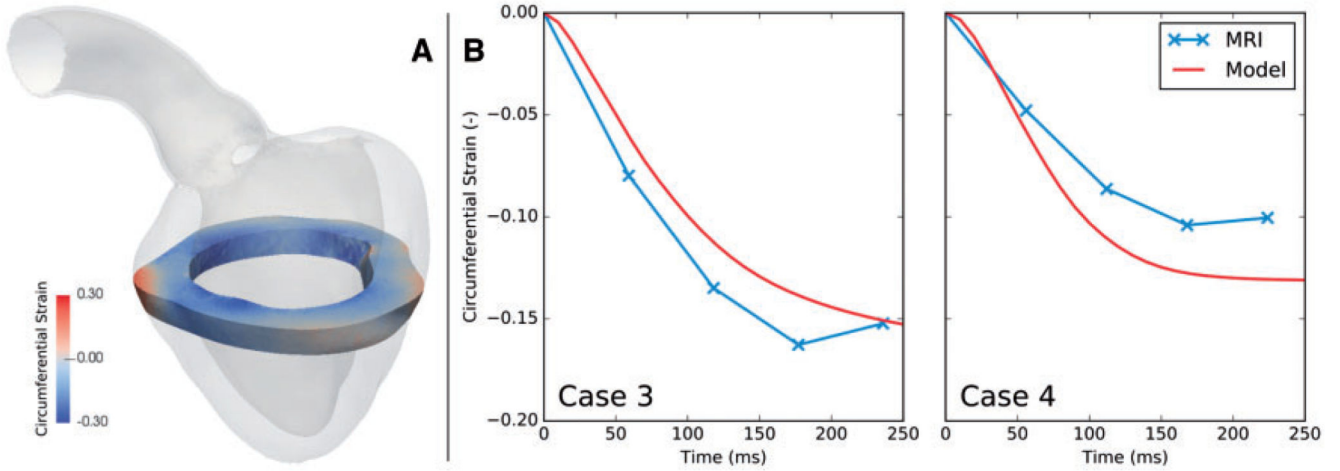 A
B
Circumferential Strain
0.30
0.00
-0.30
Circumferential Strain (-)
0.00
−0.05
−0.10
−0.15
−0.20
Case 3
0 50 100 150 200 250
Time (ms)
MRI
Model
Case 4
0 50 100 150 200 250
Time (ms)